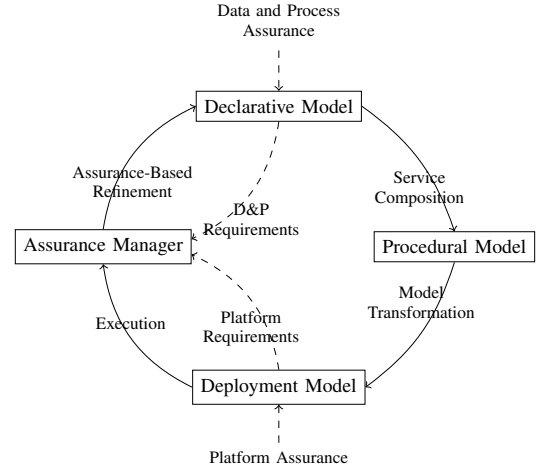 Data and Process
Assurance
Declarative Model
Assurance-Based
Refinement
Service
Composition
D&P
Requirements
Assurance Manager
Procedural Model
Model
Transformation
Execution
Platform
Requirements
Deployment Model
Platform Assurance